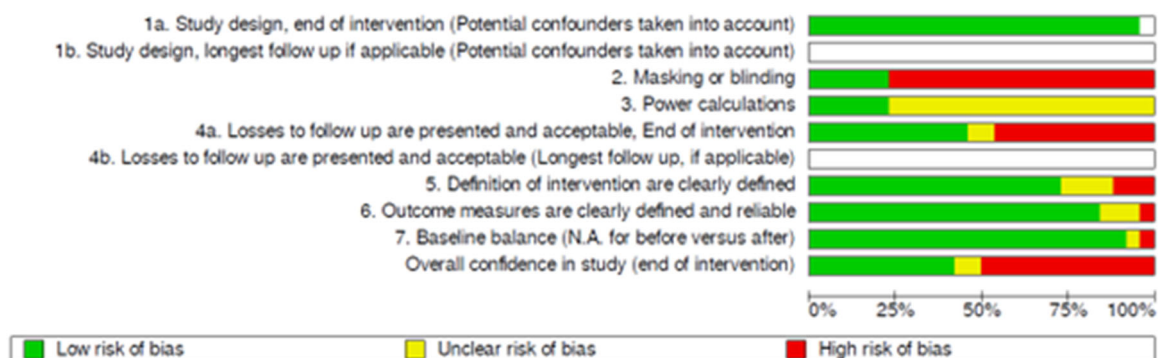 1a. Study design, end of intervention (Potential confounders taken into account)
1b. Study design, longest follow up if applicable (Potential confounders taken into account)
2. Masking or blinding
3. Power calculations
4a. Losses to follow up are presented and acceptable, End of intervention
4b. Losses to follow up are presented and acceptable (Longest follow up, if applicable)
5. Definition of intervention are clearly defined
6. Outcome measures are clearly defined and reliable
7. Baseline balance (N.A. for before versus after)
Overall confidence in study (end of intervention)
0% 25% 50% 75% 100%
Low risk of bias Unclear risk of bias High risk of bias